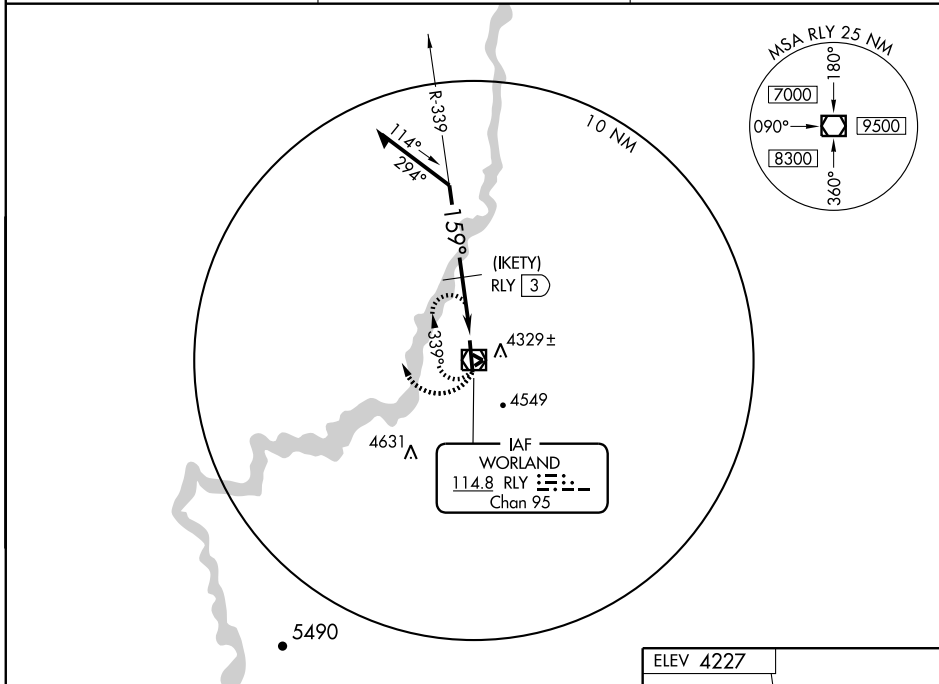 MSA RLY 25 NM
180°
7000
090°
9500
8300
360°
R-339
10 NM
114°
294°
159°
(IKETY)
RLY 3
339°
4329±
4549
4631
IAF
WORLAND
114.8 RLY
Chan 95
5490
ELEV 4227